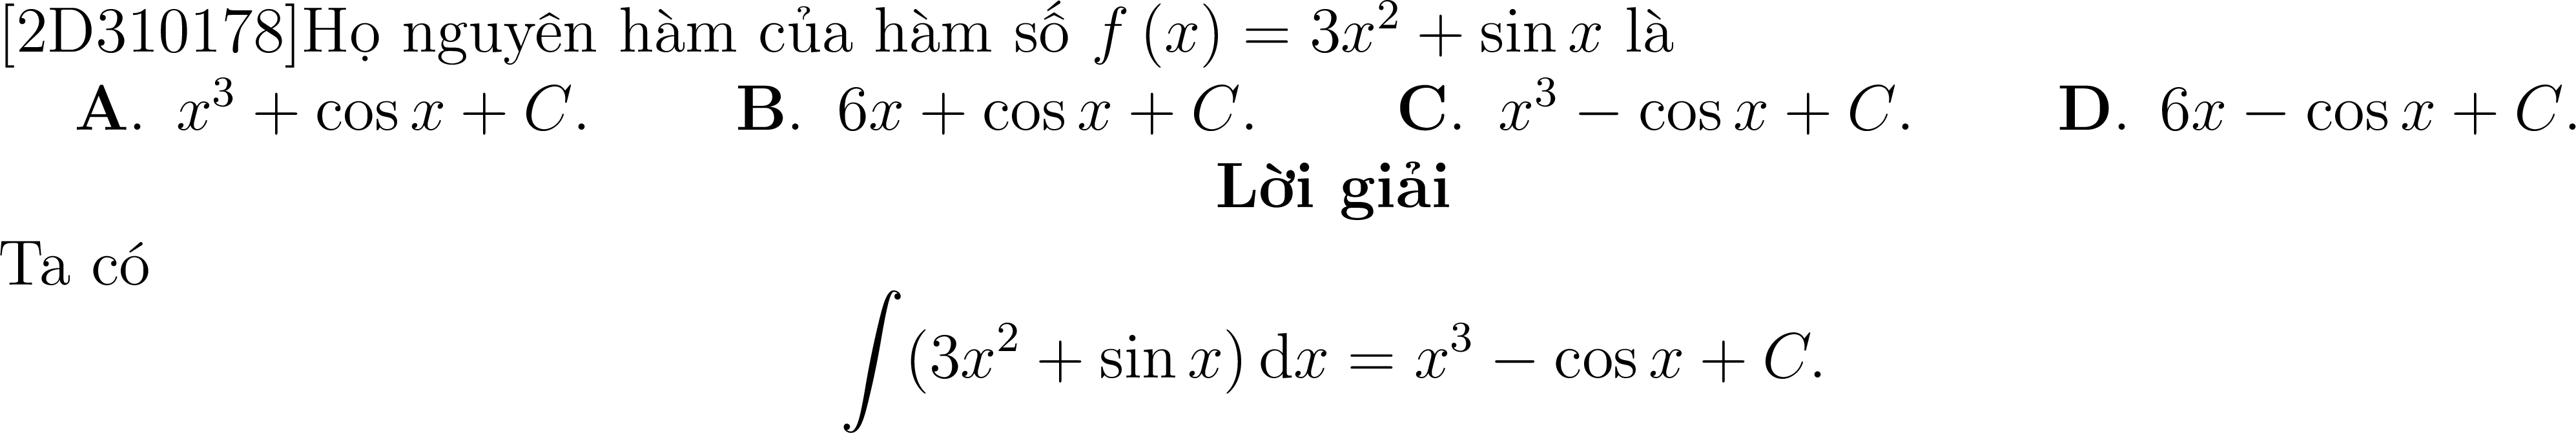 [2D310178]Họ nguyên hàm của hàm số f (x) = 3x² + sin x là
A. x³ + cos x + C. B. 6x + cos x + C. C. x³ − cos x + C. D. 6x − cos x + C.
Lời giải
Ta có
∫ (3x² + sin x) dx = x³ − cos x + C.